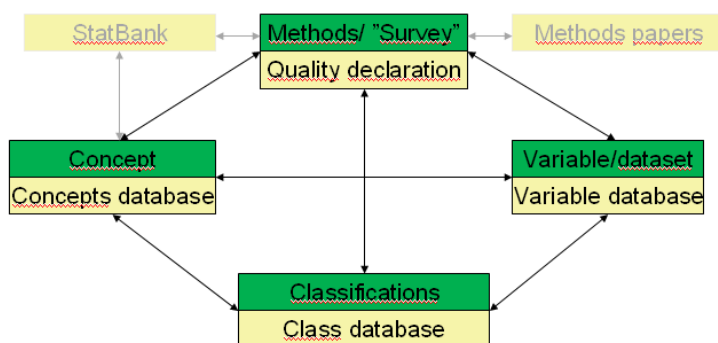 StatBank
Methods/ "Survey"
Methods papers
Quality declaration
Concept
Variable/dataset
Concepts database
Variable database
Classifications
Class database